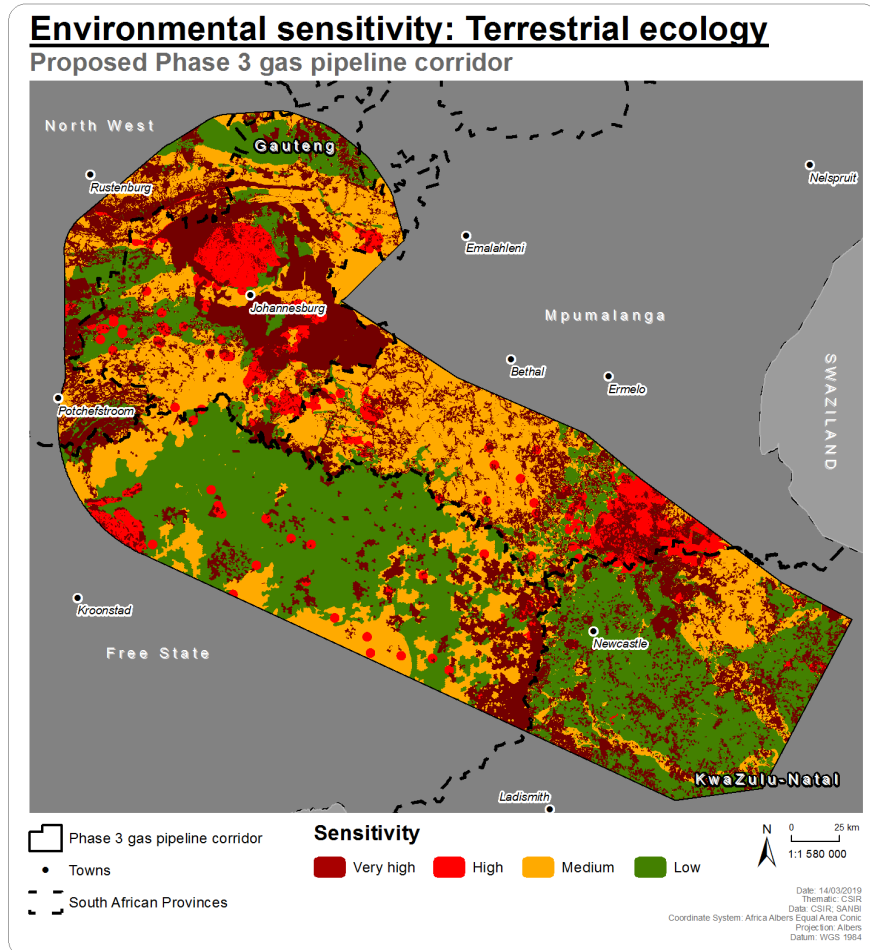 Environmental sensitivity: Terrestrial ecology
Proposed Phase 3 gas pipeline corridor
North West
Gauteng
Nelspruit
Rustenburg
Emalahleni
Johannesburg
Mpumalanga
Bethal
Ermelo
SWAZILAND
Potchefstroom
Kroonstad
Newcastle
Free State
KwaZulu-Natal
Ladismith
Phase 3 gas pipeline corridor
Towns
South African Provinces
Sensitivity
Very high
High
Medium
Low
N
0 25 km
1:1 580 000
Date: 14/03/2019
Thematic: CSIR
Data: CSIR; SANBI
Coordinate System: Africa Albers Equal Area Conic
Projection: Albers
Datum: WGS 1984